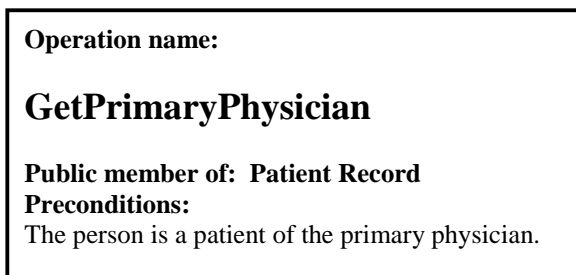 Operation name:
GetPrimaryPhysician
Public member of: Patient Record
Preconditions:
The person is a patient of the primary physician.